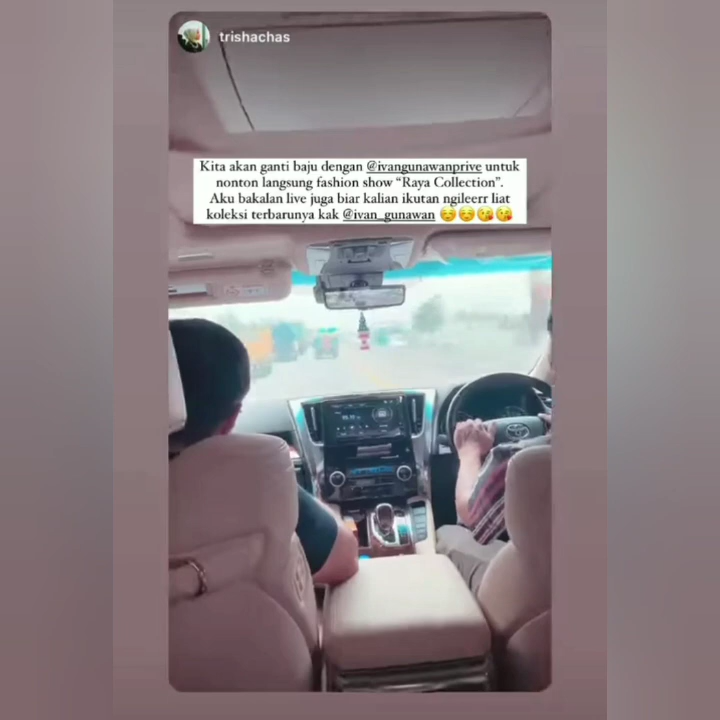 trishachas
Kita akan ganti baju dengan @ivangunawanprive untuk
nonton langsung fashion show “Raya Collection”.
Aku bakalan live juga biar kalian ikutan ngileerr liat
koleksi terbarunya kak @ivan_gunawan ☺️☺️😘😘